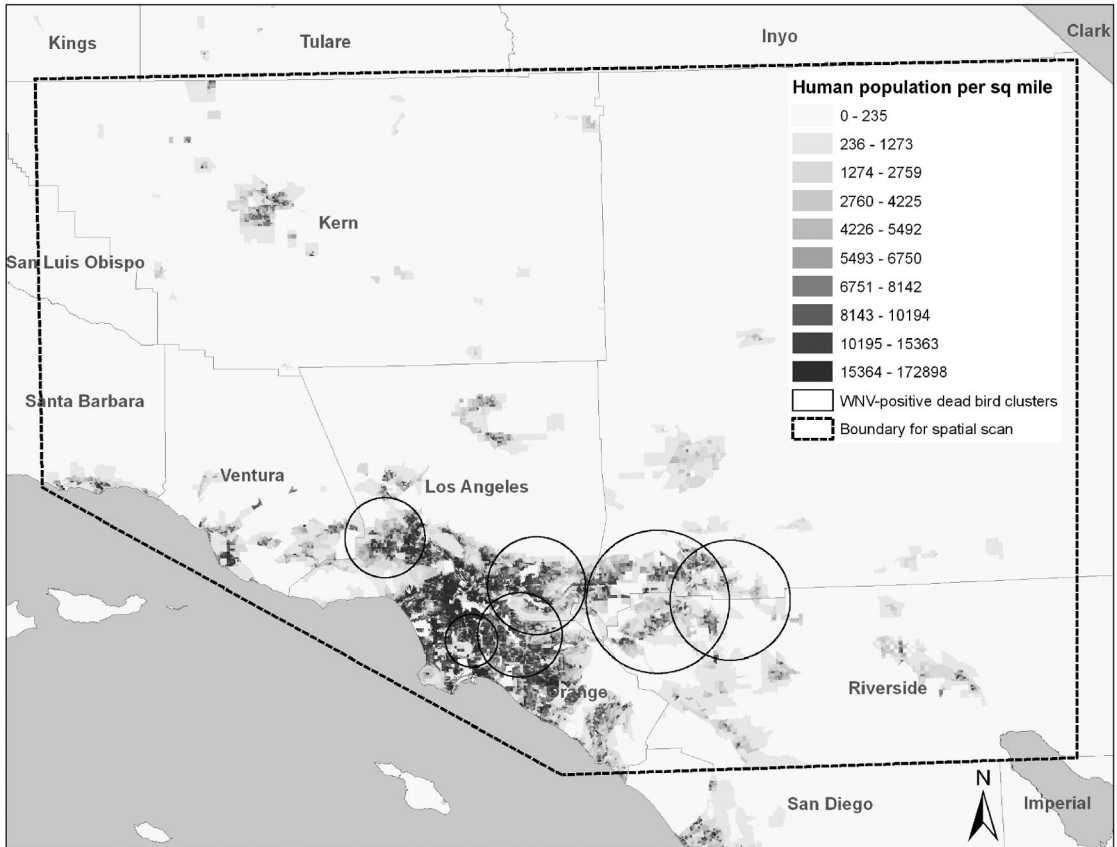 Kings
Tulare
Inyo
Clark
Human population per sq mile
0 - 235
236 - 1273
1274 - 2759
2760 - 4225
4226 - 5492
5493 - 6750
6751 - 8142
8143 - 10194
10195 - 15363
15364 - 172898
WNV-positive dead bird clusters
Boundary for spatial scan
Kern
San Luis Obispo
Santa Barbara
Ventura
Los Angeles
Orange
Riverside
N
San Diego
Imperial